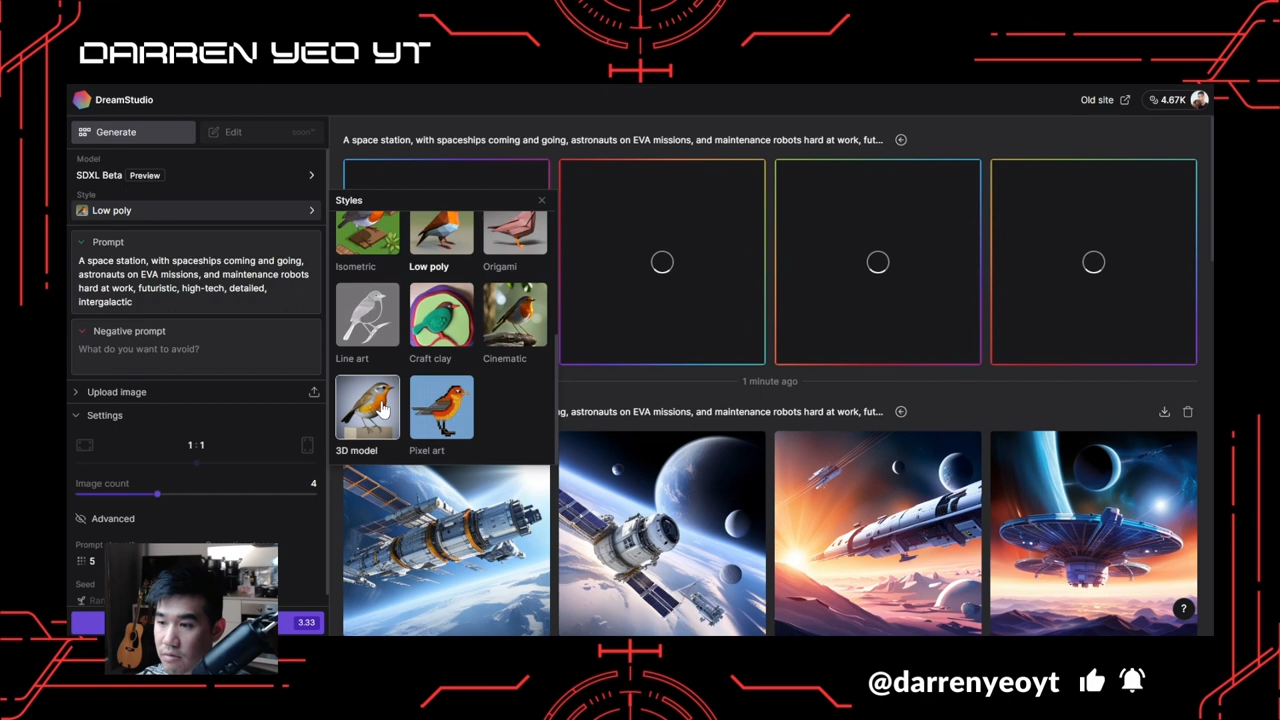 DARREN YEO YT
DreamStudio
Old site
4.67K
Generate
Edit
soon™
Model
SDXL Beta Preview
Style
Low poly
Prompt
A space station, with spaceships coming and going,
astronauts on EVA missions, and maintenance robots
hard at work, futuristic, high-tech, detailed,
intergalactic
Negative prompt
What do you want to avoid?
Upload image
Settings
1:1
Image count
4
Advanced
5
Seed
3.33
Styles
Isometric
Low poly
Origami
Line art
Craft clay
Cinematic
3D model
Pixel art
A space station, with spaceships coming and going, astronauts on EVA missions, and maintenance robots hard at work, fut...
1 minute ago
astronauts on EVA missions, and maintenance robots hard at work, fut...
?
@darrenyeoyt